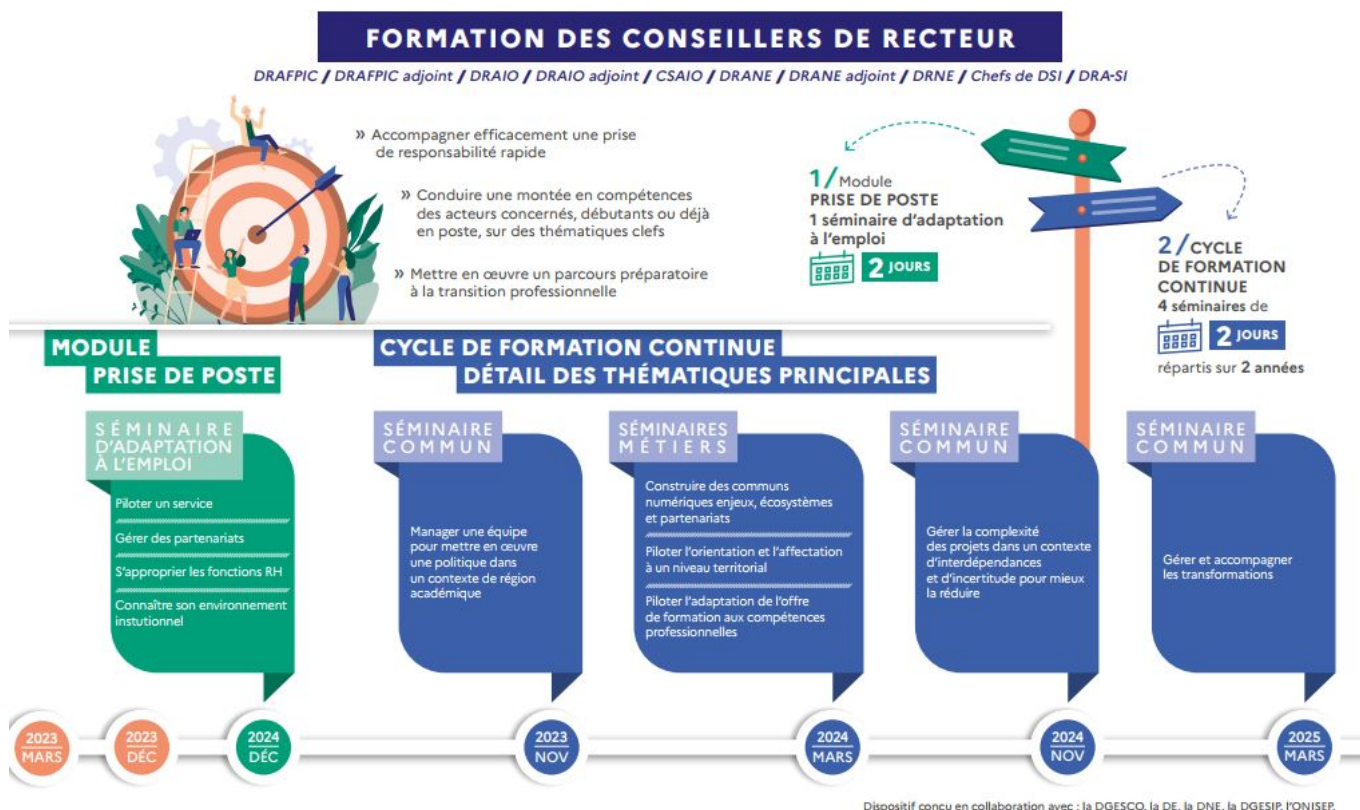 FORMATION DES CONSEILLERS DE RECTEUR
DRAFPIC / DRAFPIC adjoint / DRAIO / DRAIO adjoint / CSAIO / DRANE / DRANE adjoint / DRNE / Chefs de DSI / DRA-SI
» Accompagner efficacement une prise
de responsabilité rapide
» Conduire une montée en compétences
des acteurs concernés, débutants ou déjà
en poste, sur des thématiques clefs
» Mettre en œuvre un parcours préparatoire
à la transition professionnelle
1/ Module
PRISE DE POSTE
1 séminaire d'adaptation
à l'emploi
2 JOURS
2/ CYCLE
DE FORMATION
CONTINUE
4 séminaires de
2 JOURS
répartis sur 2 années
MODULE
PRISE DE POSTE
CYCLE DE FORMATION CONTINUE
DÉTAIL DES THÉMATIQUES PRINCIPALES
SÉMINAIRE
D'ADAPTATION
À L'EMPLOI
Piloter un service
Gérer des partenariats
S'approprier les fonctions RH
Connaître son environnement
instutionnel
SÉMINAIRE
COMMUN
Manager une équipe
pour mettre en œuvre
une politique dans
un contexte de région
académique
SÉMINAIRES
MÉTIERS
Construire des communs
numériques enjeux, écosystèmes
et partenariats
Piloter l'orientation et l'affectation
à un niveau territorial
Piloter l'adaptation de l'offre
de formation aux compétences
professionnelles
SÉMINAIRE
COMMUN
Gérer la complexité
des projets dans un contexte
d'interdépendances
et d'incertitude pour mieux
la réduire
SÉMINAIRE
COMMUN
Gérer et accompagner
les transformations
2023
MARS
2023
DÉC
2024
DÉC
2023
NOV
2024
MARS
2024
NOV
2025
MARS
Dispositif conçu en collaboration avec : la DGESCO, la DE, la DNE, la DGESIP, l'ONISEP.